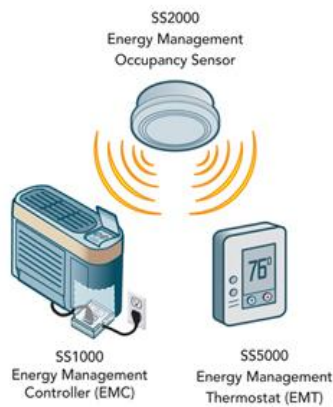 SS2000
Energy Management
Occupancy Sensor
76°
SS1000
Energy Management
Controller (EMC)
SS5000
Energy Management
Thermostat (EMT)